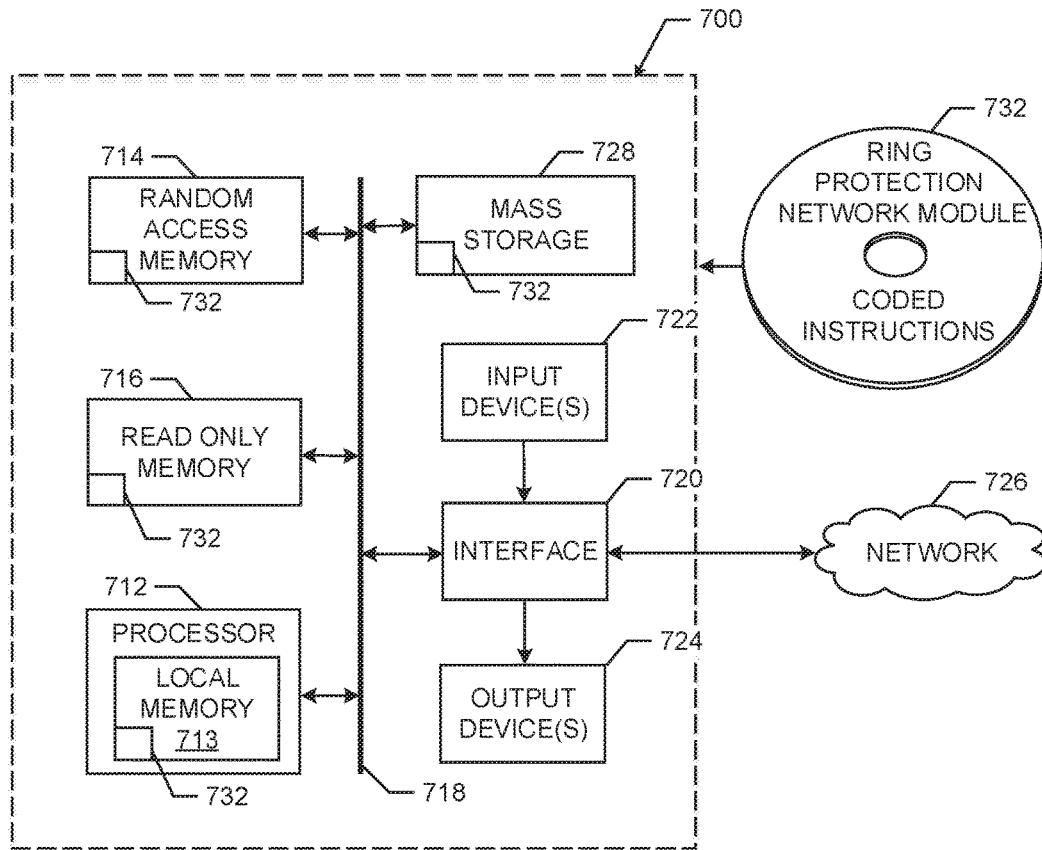 700
714
RANDOM
ACCESS
MEMORY
732
728
MASS
STORAGE
732
732
RING
PROTECTION
NETWORK MODULE
CODED
INSTRUCTIONS
722
INPUT
DEVICE(S)
716
READ ONLY
MEMORY
732
720
INTERFACE
726
NETWORK
712
PROCESSOR
LOCAL
MEMORY
713
732
724
OUTPUT
DEVICE(S)
718